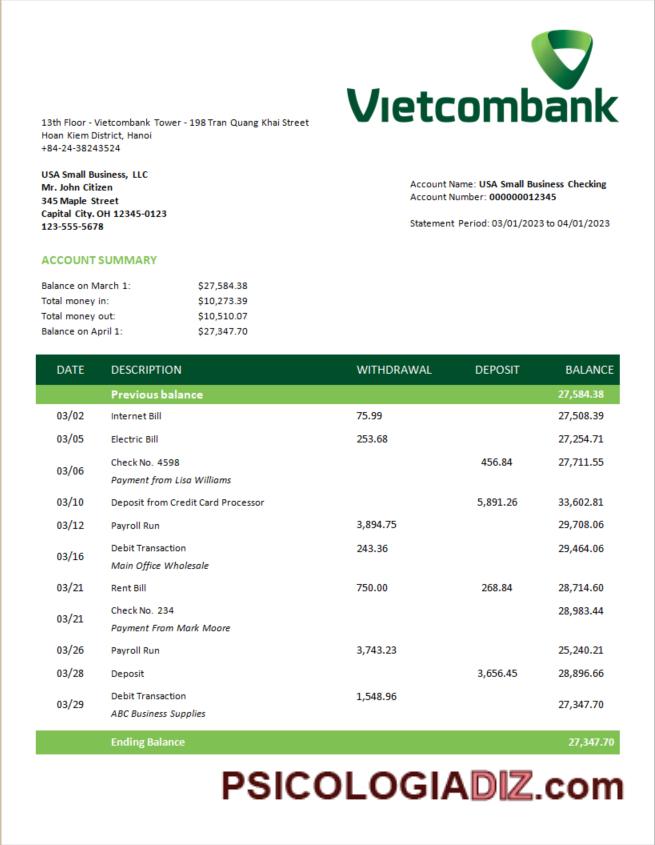 Vietcombank
13th Floor - Vietcombank Tower - 198 Tran Quang Khai Street
Hoan Kiem District, Hanoi
+84-24-38243524
USA Small Business, LLC
Mr. John Citizen
345 Maple Street
Capital City. OH 12345-0123
123-555-5678
Account Name: USA Small Business Checking
Account Number: 000000012345
Statement Period: 03/01/2023 to 04/01/2023
ACCOUNT SUMMARY
Balance on March 1: $27,584.38
Total money in: $10,273.39
Total money out: $10,510.07
Balance on April 1: $27,347.70
DATE DESCRIPTION WITHDRAWAL DEPOSIT BALANCE
Previous balance 27,584.38
03/02 Internet Bill 75.99 27,508.39
03/05 Electric Bill 253.68 27,254.71
03/06 Check No. 4598 456.84 27,711.55
Payment from Lisa Williams
03/10 Deposit from Credit Card Processor 5,891.26 33,602.81
03/12 Payroll Run 3,894.75 29,708.06
03/16 Debit Transaction 243.36 29,464.06
Main Office Wholesale
03/21 Rent Bill 750.00 268.84 28,714.60
03/21 Check No. 234 28,983.44
Payment From Mark Moore
03/26 Payroll Run 3,743.23 25,240.21
03/28 Deposit 3,656.45 28,896.66
03/29 Debit Transaction 1,548.96 27,347.70
ABC Business Supplies
Ending Balance 27,347.70
PSICOLOGIADIZ.com